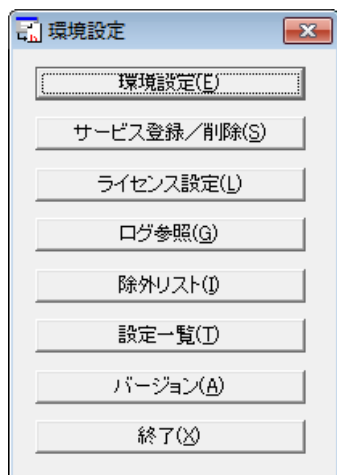 環境設定
環境設定(E)
サービス登録／削除(S)
ライセンス設定(L)
ログ参照(G)
除外リスト(I)
設定一覧(T)
バージョン(A)
終了(X)